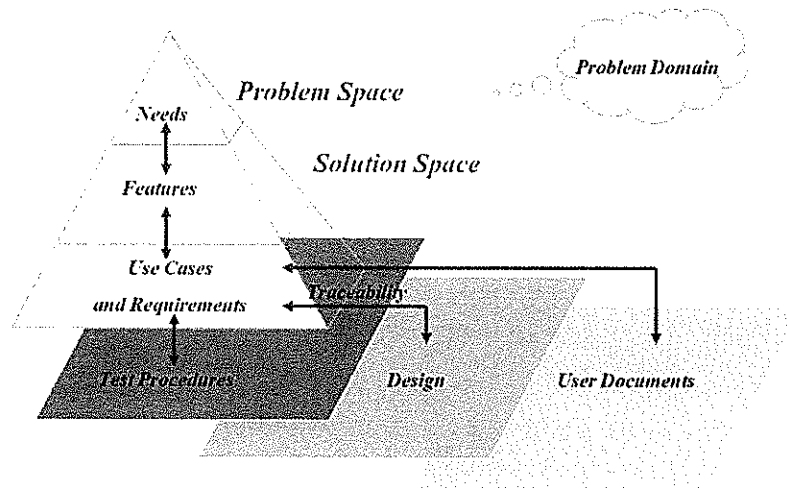 Problem Domain
Problem Space
Needs
Solution Space
Features
Use Cases
and Requirements
Traceability
Test Procedures
Design
User Documents